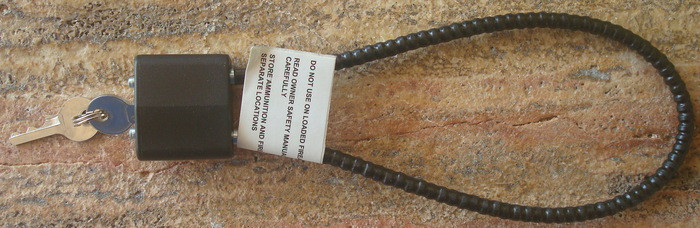 DO NOT USE ON LOADED
READ OWNER SAFETY
CAREFULLY
STORE AMMUNITION AND
SEPARATE LOCATIONS